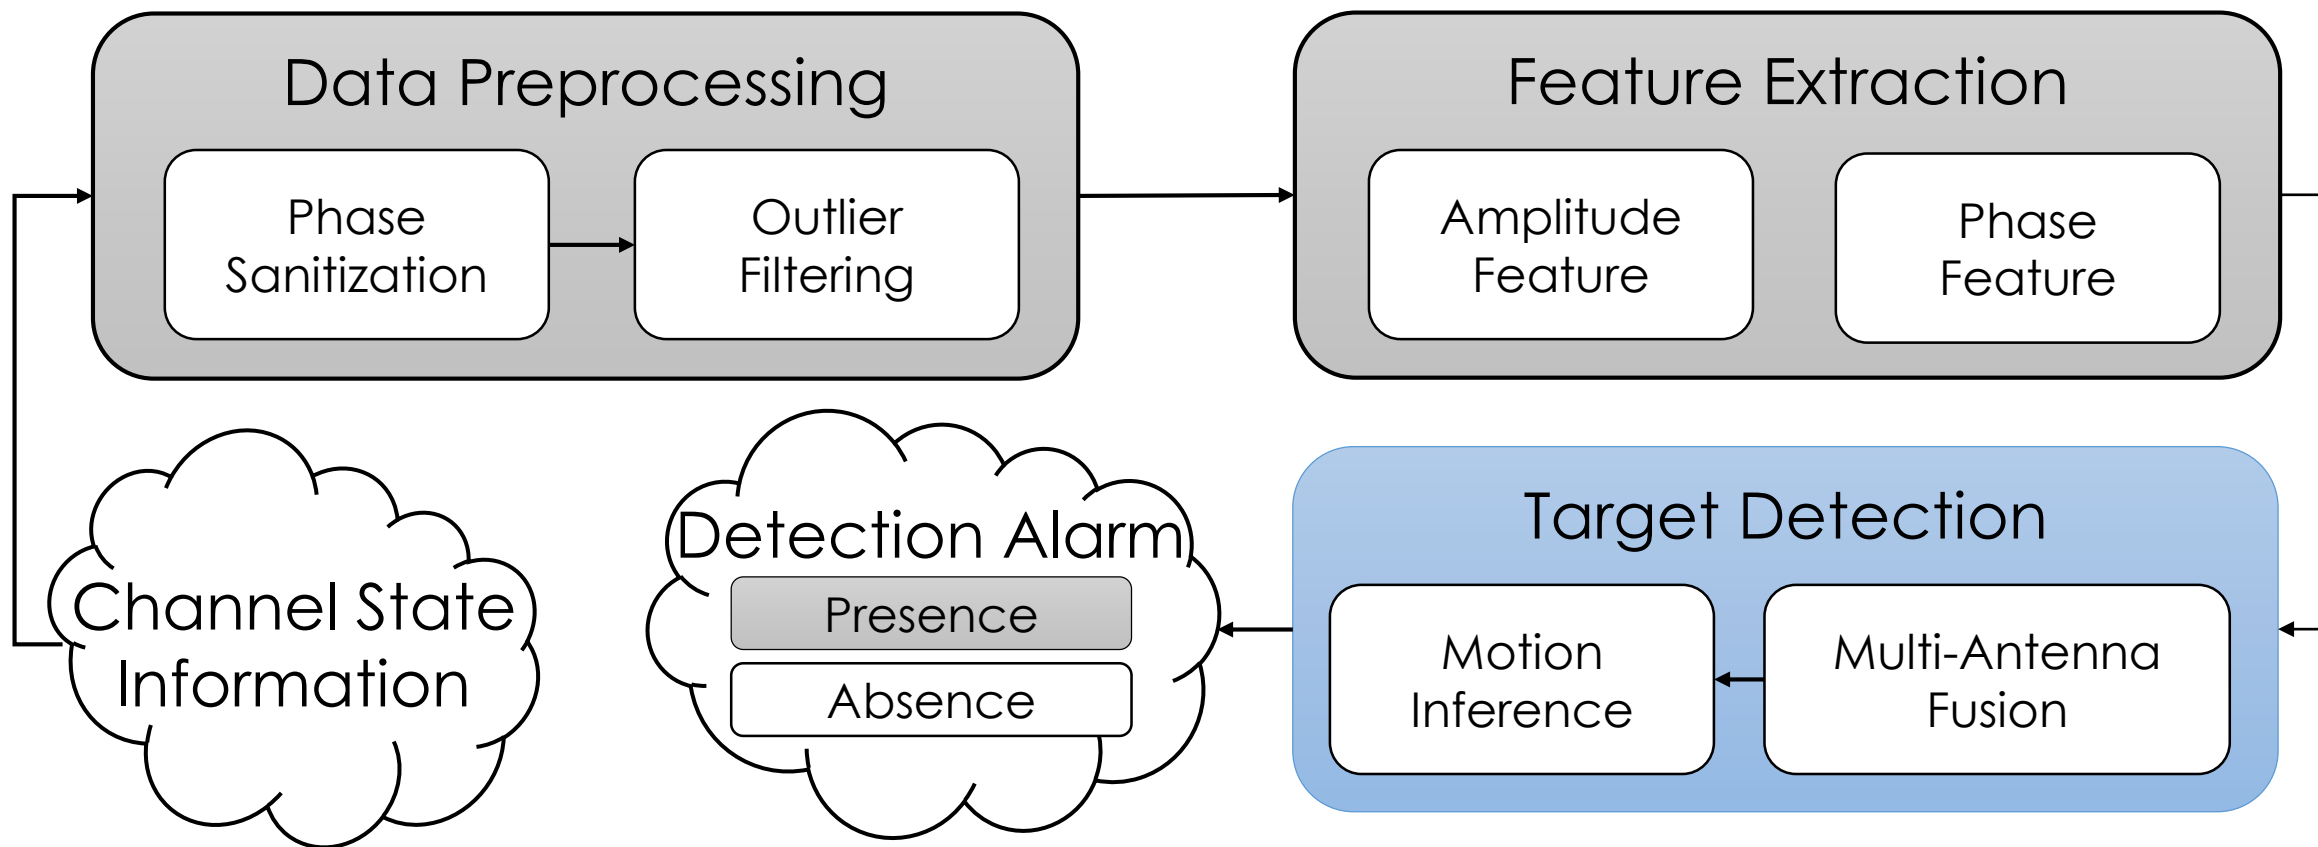 Data Preprocessing
Phase
Sanitization
Outlier
Filtering
Feature Extraction
Amplitude
Feature
Phase
Feature
Channel State
Information
Detection Alarm
Presence
Absence
Target Detection
Motion
Inference
Multi-Antenna
Fusion